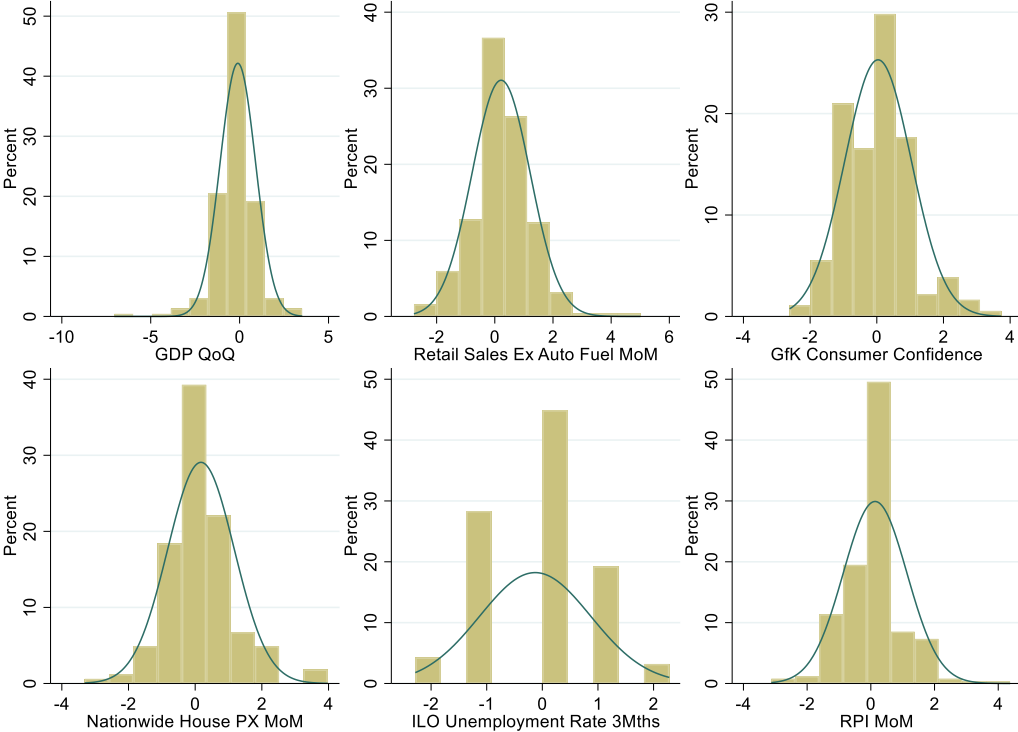 Percent
0 10 20 30 40 50
-10 -5 0 5
GDP QoQ
Percent
0 10 20 30 40
-2 0 2 4 6
Retail Sales Ex Auto Fuel MoM
Percent
0 10 20 30
-4 -2 0 2 4
GfK Consumer Confidence
Percent
0 10 20 30 40
-4 -2 0 2 4
Nationwide House PX MoM
Percent
0 10 20 30 40 50
-2 -1 0 1 2
ILO Unemployment Rate 3Mths
Percent
0 10 20 30 40 50
-4 -2 0 2 4
RPI MoM